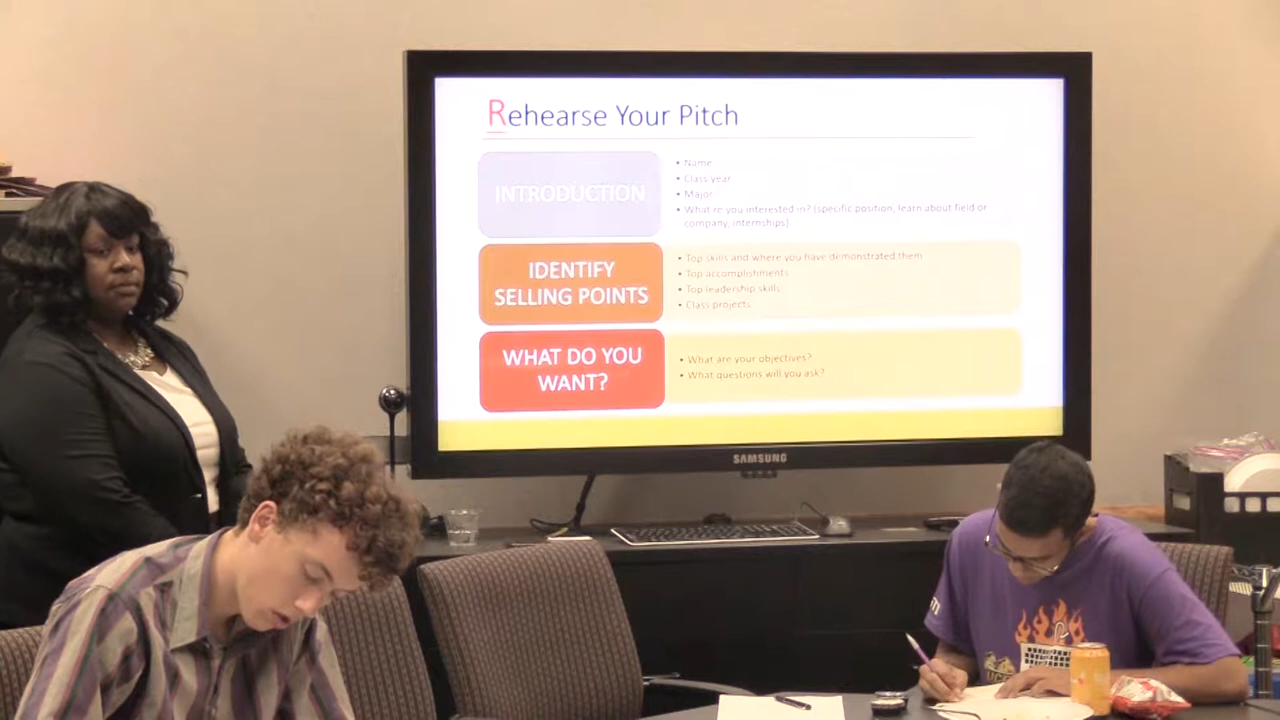 Rehearse Your Pitch
INTRODUCTION
• Name
• Class year
• Major
• What re you interested in? (specific position, learn about field or
company, internships)
IDENTIFY
SELLING POINTS
• Top skills and where you have demonstrated them
• Top accomplishments
• Top leadership skills
• Class projects
WHAT DO YOU
WANT?
• What are your objectives?
• What questions will you ask?
SAMSUNG